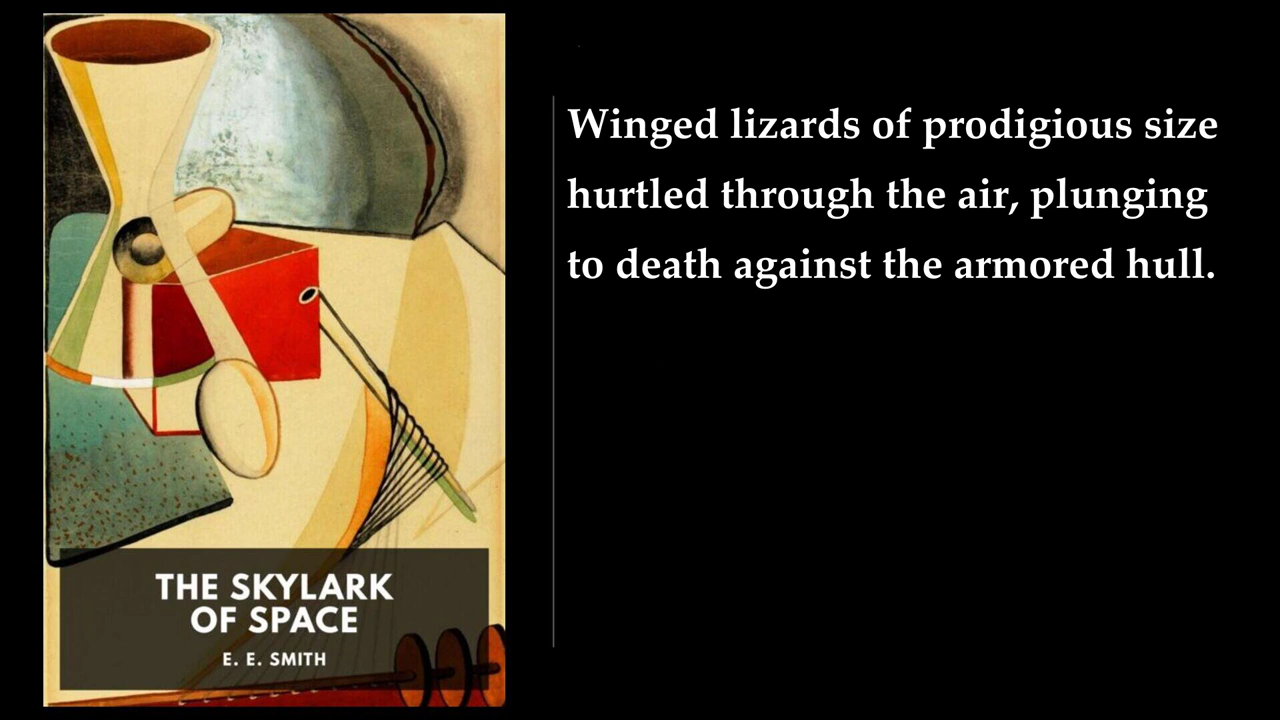 THE SKYLARK
OF SPACE
E. E. SMITH
Winged lizards of prodigious size
hurtled through the air, plunging
to death against the armored hull.